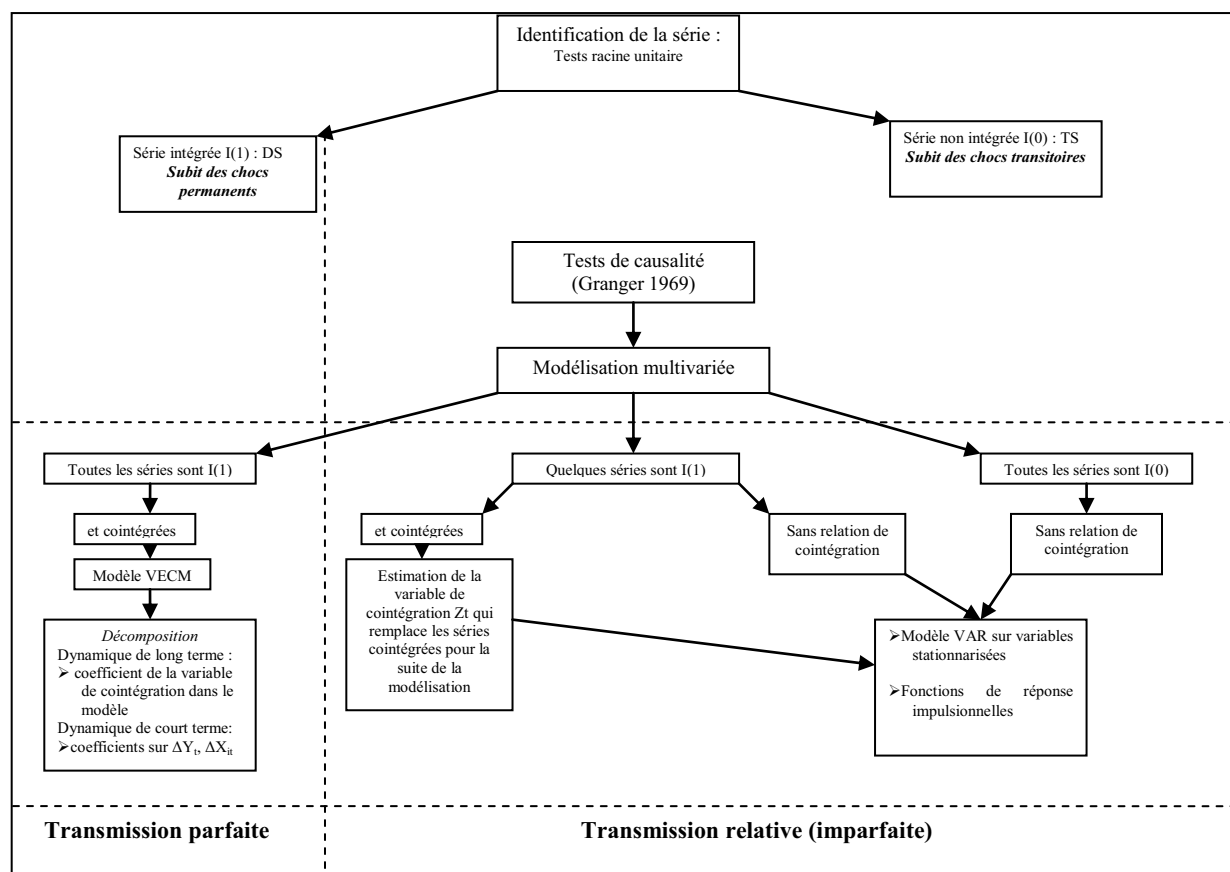 Identification de la série :
Tests racine unitaire
Série intégrée I(1) : DS
Subit des chocs
permanents
Série non intégrée I(0) : TS
Subit des chocs transitoires
Tests de causalité
(Granger 1969)
Modélisation multivariée
Toutes les séries sont I(1)
Quelques séries sont I(1)
Toutes les séries sont I(0)
et cointégrées
et cointégrées
Sans relation de
cointégration
Sans relation de
cointégration
Modèle VECM
Estimation de la
variable de
cointégration Zt qui
remplace les séries
cointégrées pour la
suite de la
modélisation
Décomposition
Dynamique de long terme :
➢ coefficient de la variable
de cointégration dans le
modèle
Dynamique de court terme:
➢coefficients sur ΔYt, ΔXit
➢Modèle VAR sur variables
stationnarisées
➢Fonctions de réponse
impulsionnelles
Transmission parfaite
Transmission relative (imparfaite)